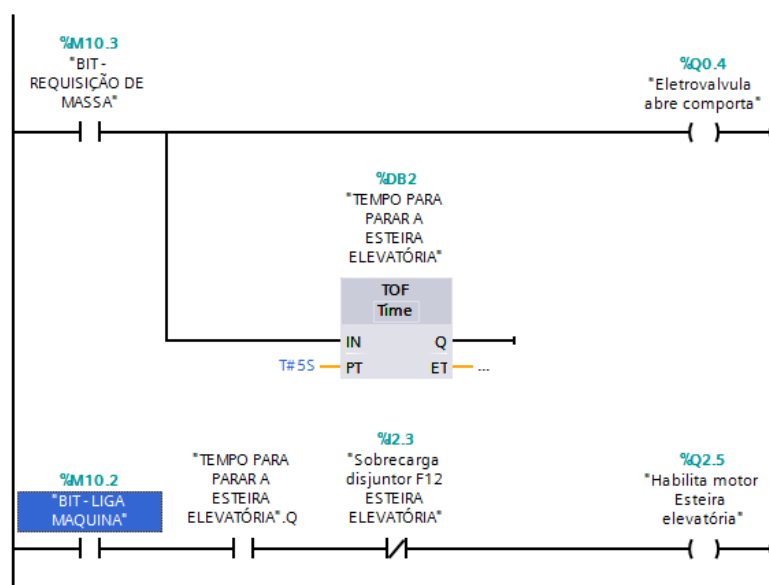 %M10.3
"BIT -
REQUISIÇÃO DE
MASSA"
%Q0.4
"Eletrovalvula
abre comporta"
%DB2
"TEMPO PARA
PARAR A
ESTEIRA
ELEVATÓRIA"
TOF
Time
IN
Q
T#5S
PT
ET
...
%M10.2
"BIT - LIGA
MAQUINA"
"TEMPO PARA
PARAR A
ESTEIRA
ELEVATÓRIA".Q
%I2.3
"Sobrecarga
disjuntor F12
ESTEIRA
ELEVATÓRIA"
%Q2.5
"Habilita motor
Esteira
elevatória"